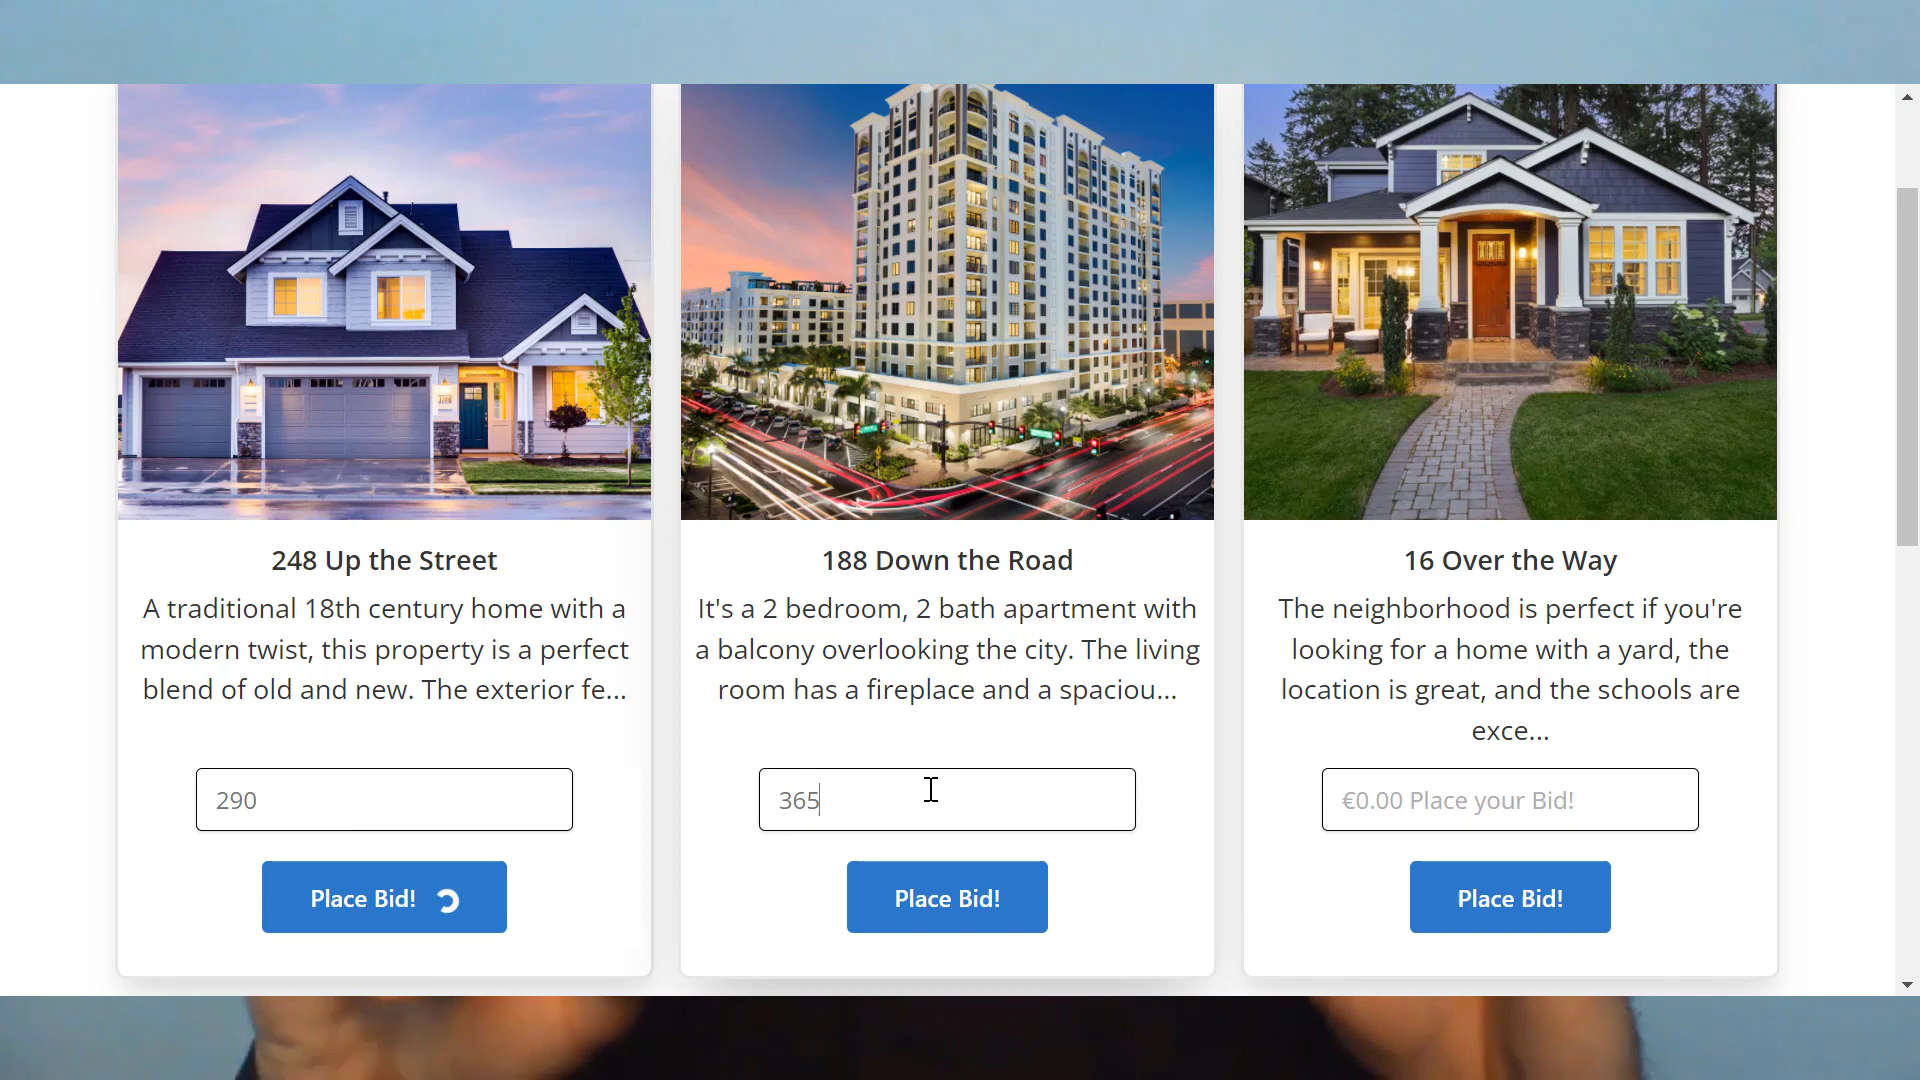 248 Up the Street
A traditional 18th century home with a
modern twist, this property is a perfect
blend of old and new. The exterior fe...
290
Place Bid!
188 Down the Road
It's a 2 bedroom, 2 bath apartment with
a balcony overlooking the city. The living
room has a fireplace and a spaciou...
365
Place Bid!
16 Over the Way
The neighborhood is perfect if you're
looking for a home with a yard, the
location is great, and the schools are
exce...
€0.00 Place your Bid!
Place Bid!